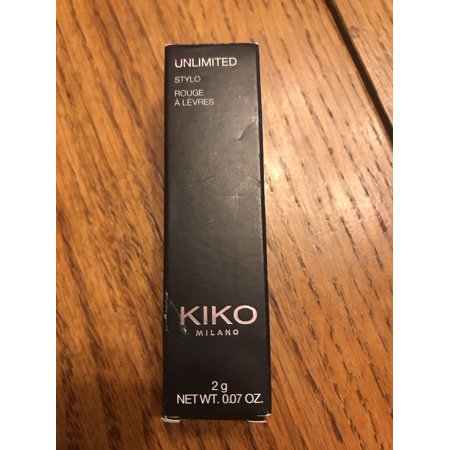 UNLIMITED
STYLO
ROUGE
À LÈVRES
KIKO
MILANO
2 g
NET WT. 0.07 OZ.